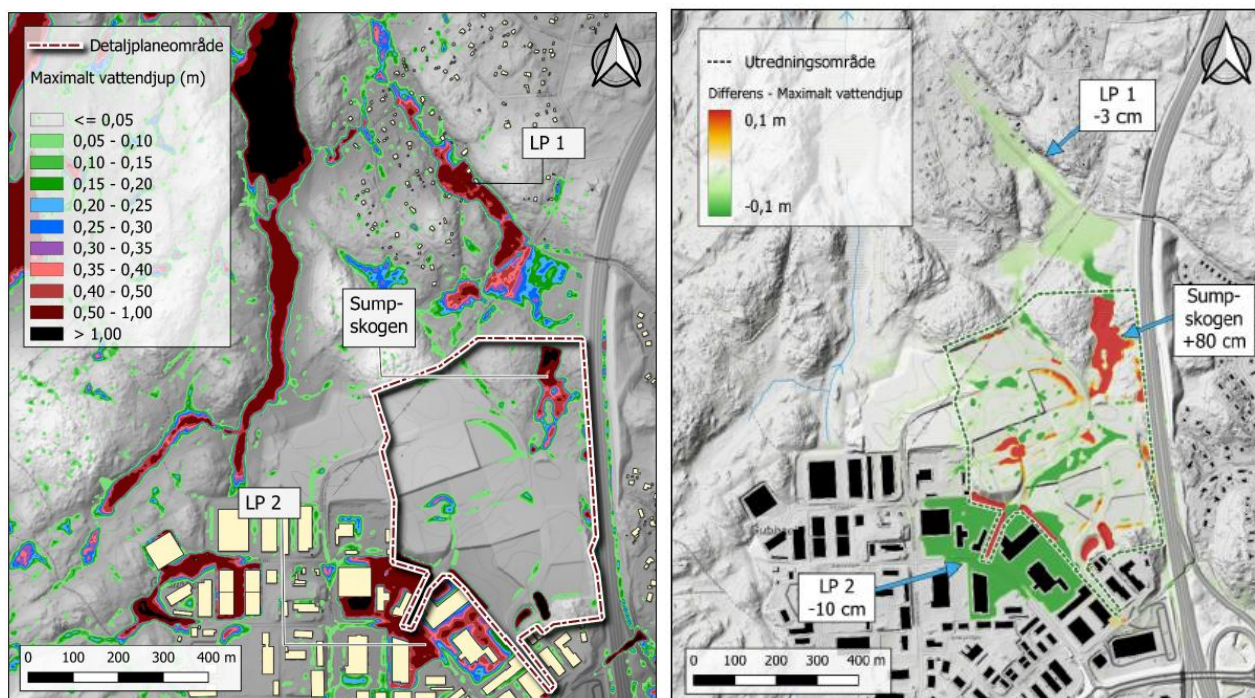 Detaljplaneområde
Maximalt vattendjup (m)
<= 0,05
0,05 - 0,10
0,10 - 0,15
0,15 - 0,20
0,20 - 0,25
0,25 - 0,30
0,30 - 0,35
0,35 - 0,40
0,40 - 0,50
0,50 - 1,00
> 1,00
LP 1
Sump-
skogen
LP 2
0 100 200 300 400 m
Utredningsområde
Differens - Maximalt vattendjup
0,1 m
-0,1 m
LP 1
-3 cm
Sump-
skogen
+80 cm
LP 2
-10 cm
0 100 200 300 400 m